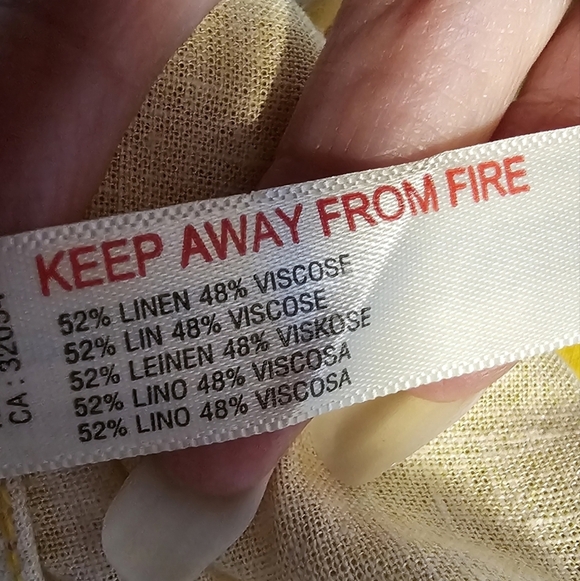 KEEP AWAY FROM FIRE
52% LINEN 48% VISCOSE
52% LIN 48% VISCOSE
52% LEINEN 48% VISKOSE
52% LINO 48% VISCOSA
52% LINO 48% VISCOSA
CA :